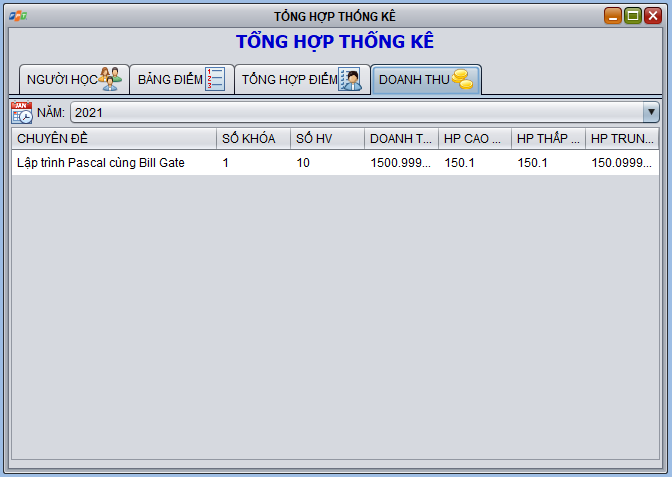 FPT TỔNG HỢP THỐNG KÊ
TỔNG HỢP THỐNG KÊ
NGƯỜI HỌC BẢNG ĐIỂM TỔNG HỢP ĐIỂM DOANH THU
JAN NĂM: 2021
CHUYÊN ĐỀ SỐ KHÓA SỐ HV DOANH T... HP CAO ... HP THẤP ... HP TRUN...
Lập trình Pascal cùng Bill Gate 1 10 1500.999... 150.1 150.1 150.0999...